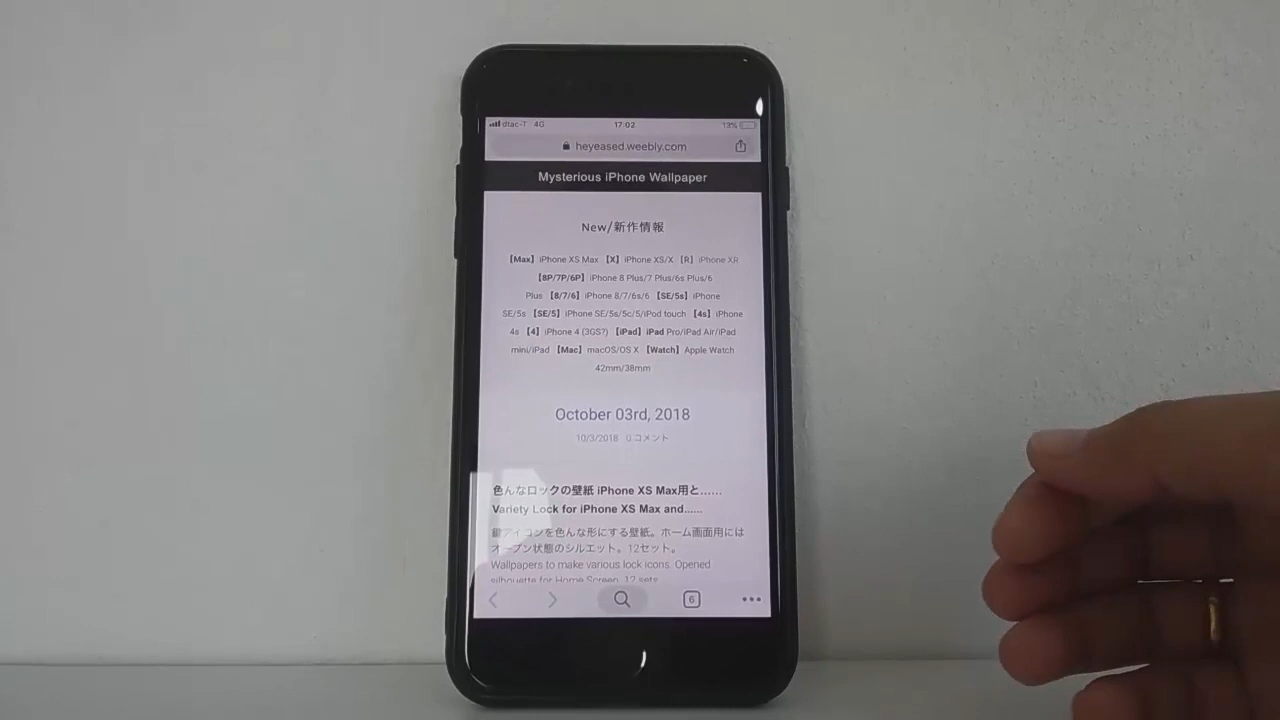 dtac-T 4G 17:02 13%
heyeased.weebly.com
Mysterious iPhone Wallpaper
New/新作情報
【Max】iPhone XS Max 【X】iPhone XS/X 【R】iPhone XR
【8P/7P/6P】iPhone 8 Plus/7 Plus/6s Plus/6
Plus 【8/7/6】iPhone 8/7/6s/6 【SE/5s】iPhone
SE/5s 【SE/5】iPhone SE/5s/5c/5/iPod touch 【4s】iPhone
4s 【4】iPhone 4 (3GS?) 【iPad】iPad Pro/iPad Air/iPad
mini/iPad 【Mac】macOS/OS X 【Watch】Apple Watch
42mm/38mm
October 03rd, 2018
10/3/2018 0 コメント
色んなロックの壁紙 iPhone XS Max用と……
Variety Lock for iPhone XS Max and......
鍵アイコンを色んな形にする壁紙。ホーム画面用には
オープン状態のシルエット。12セット。
Wallpapers to make various lock icons. Opened
silhouette for Home Screen. 12 sets
6